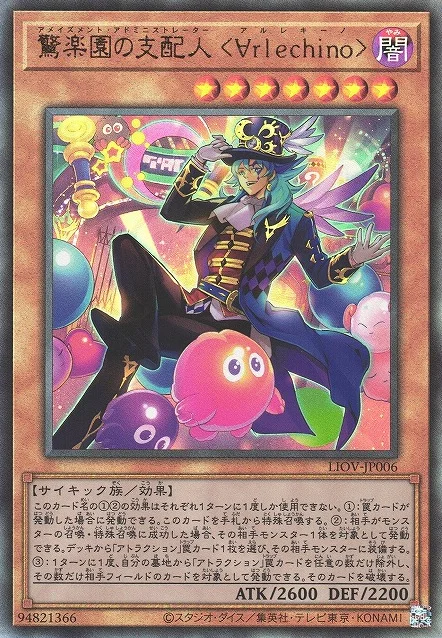 アメイズメント・アドミニストレーター アルレキーノ
驚楽園の支配人＜∀rlechino＞
やみ
闇
LIOV-JP006
【サイキック族／効果】
このカード名の①②の効果はそれぞれ1ターンに1度しか使用できない。①：罠カードが
発動した場合に発動できる。このカードを手札から特殊召喚する。②：相手がモン
スターの召喚・特殊召喚に成功した場合、その相手モンスター1体を対象として発動で
きる。デッキから「アトラクション」罠カード1枚を選び、その相手モンスターに装備する。
③：1ターンに1度、自分の墓地から「アトラクション」罠カードを任意の数だけ除外し、
その数だけ相手フィールドのカードを対象として発動できる。そのカードを破壊する。
ATK/2600 DEF/2200
94821366
©スタジオ・ダイス／集英社・テレビ東京・KONAMI